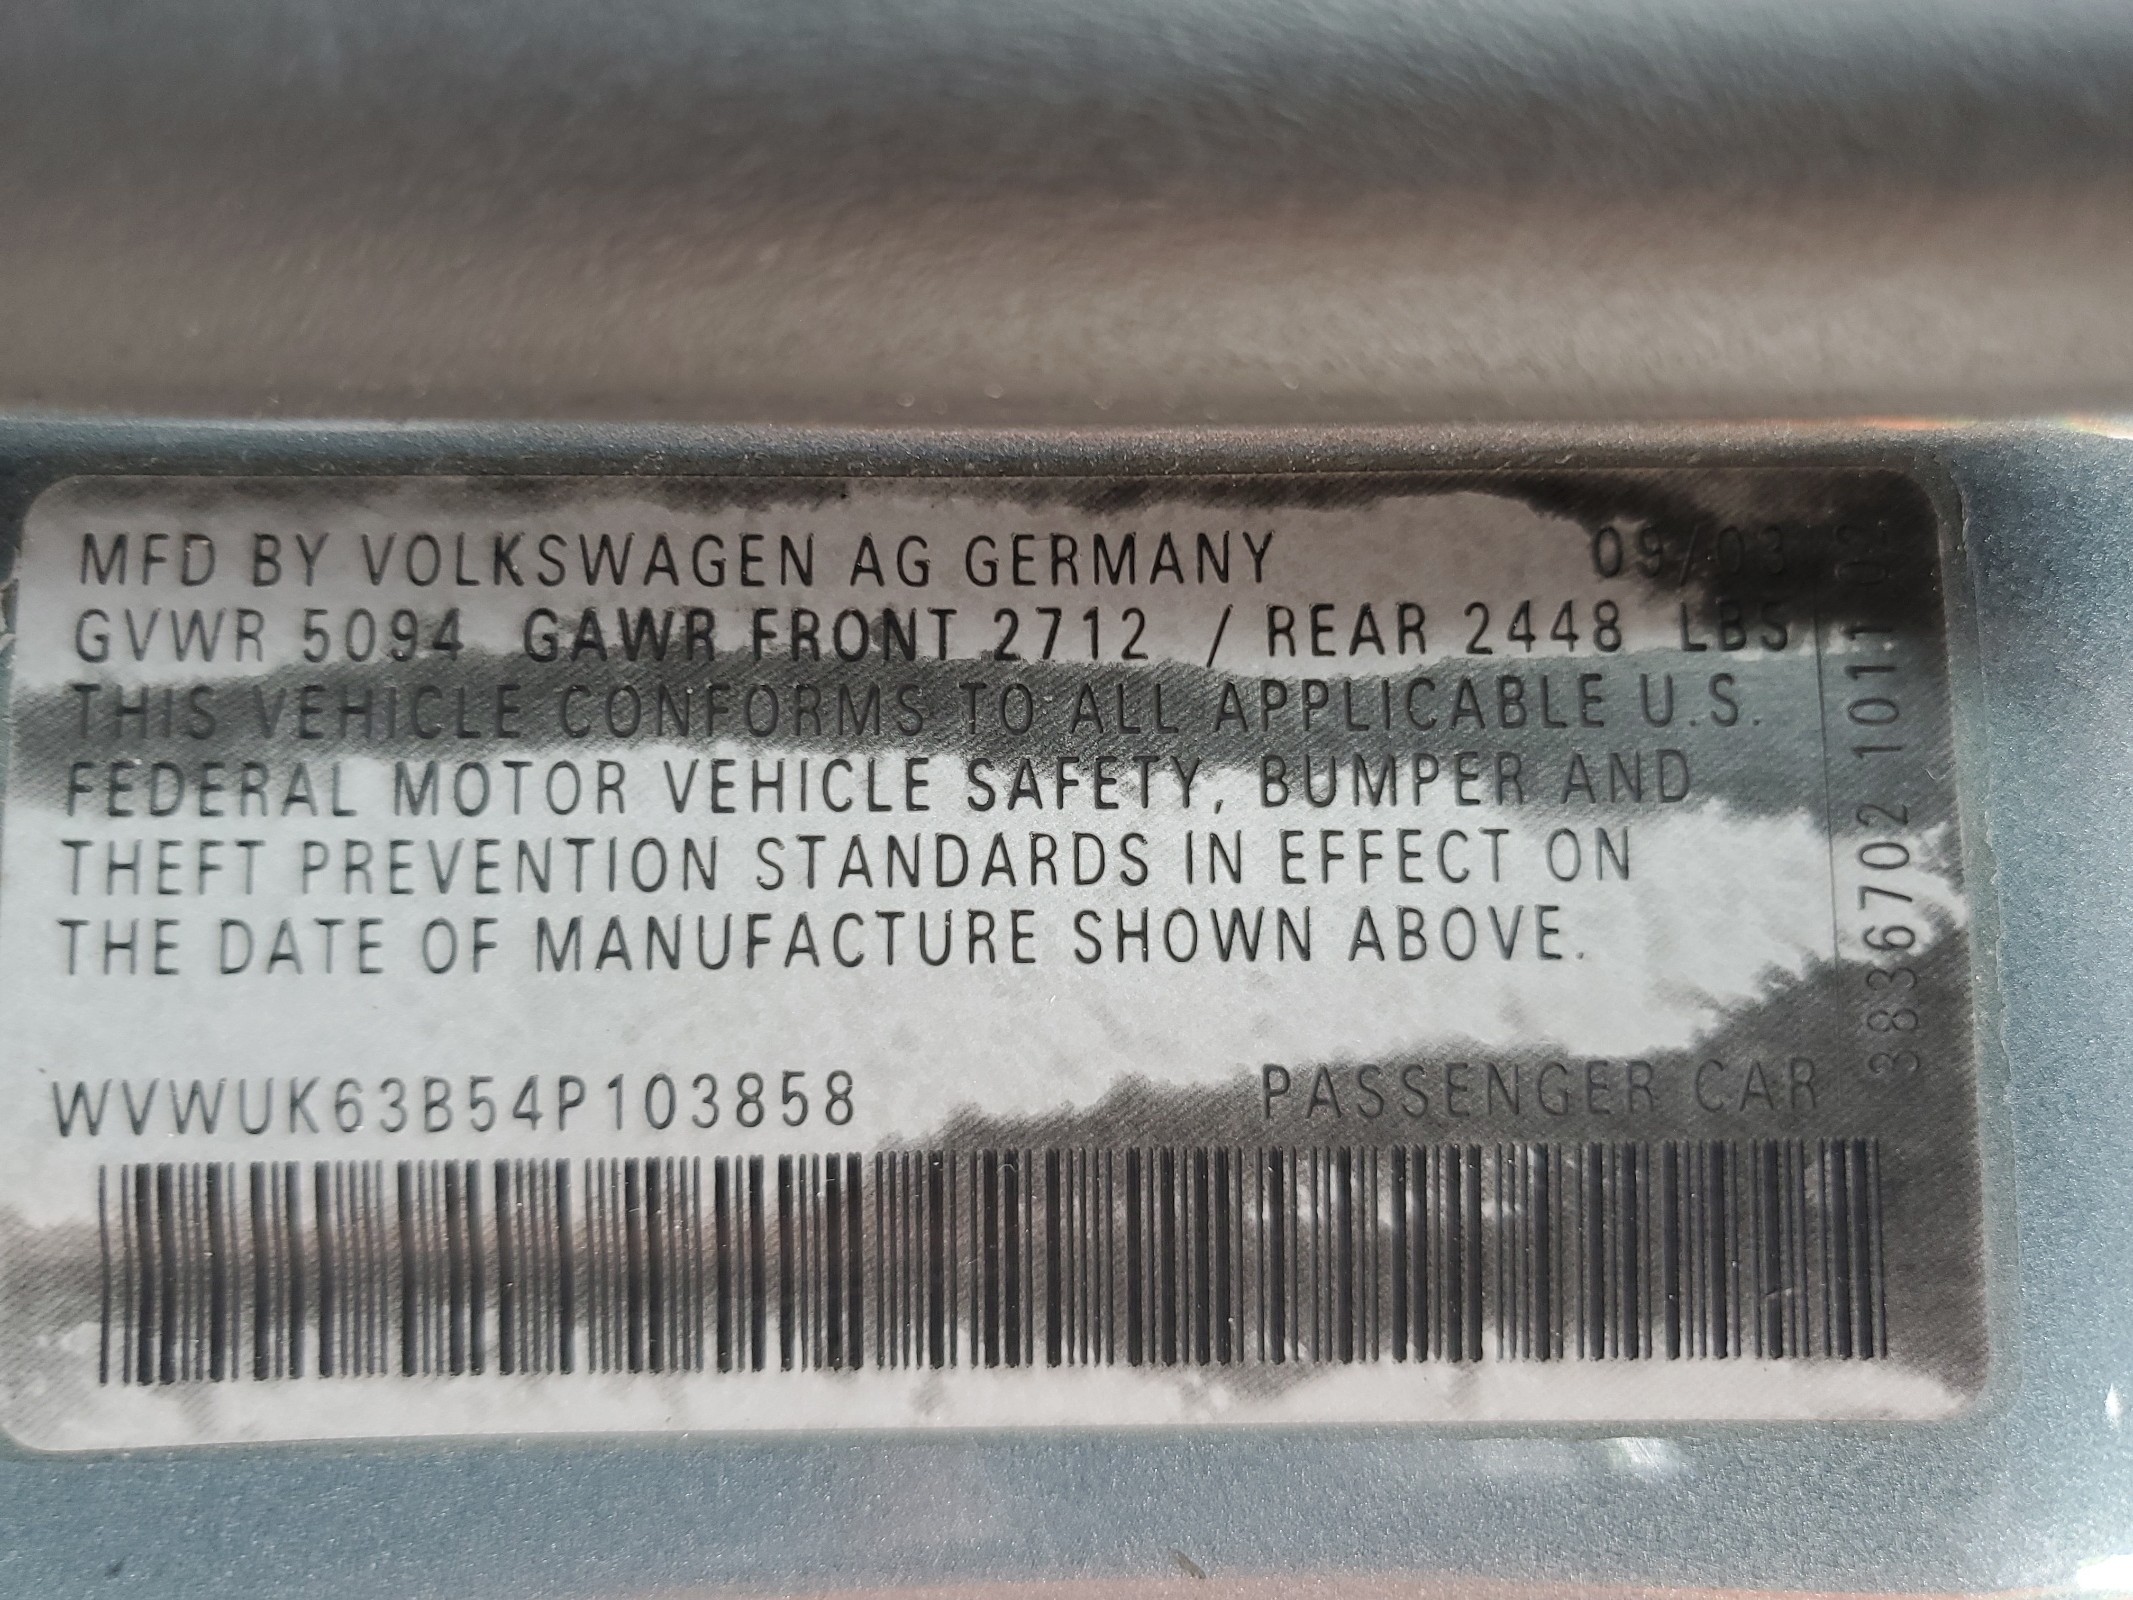 MFD BY VOLKSWAGEN AG GERMANY 09/03
GVWR 5094 GAWR FRONT 2712 / REAR 2448 LBS
THIS VEHICLE CONFORMS TO ALL APPLICABLE U.S.
FEDERAL MOTOR VEHICLE SAFETY, BUMPER AND
THEFT PREVENTION STANDARDS IN EFFECT ON
THE DATE OF MANUFACTURE SHOWN ABOVE.
WVWUK63B54P103858 PASSENGER CAR
3836702